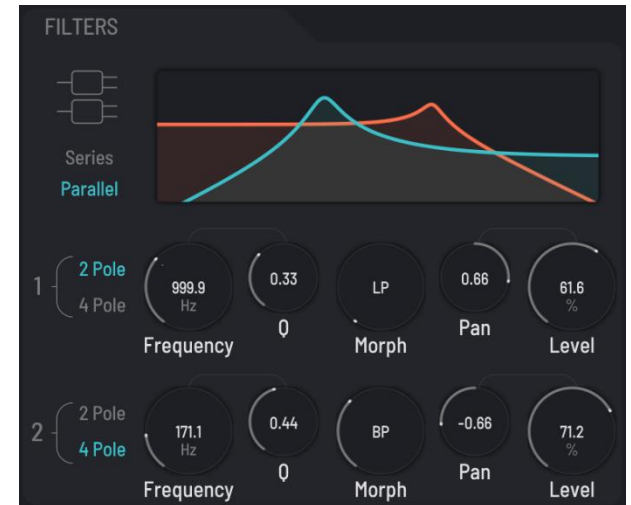 FILTERS
Series
Parallel
1
2 Pole
4 Pole
999.9
Hz
Frequency
0.33
Q
LP
Morph
0.66
Pan
61.6
%
Level
2
2 Pole
4 Pole
171.1
Hz
Frequency
0.44
Q
BP
Morph
-0.66
Pan
71.2
%
Level